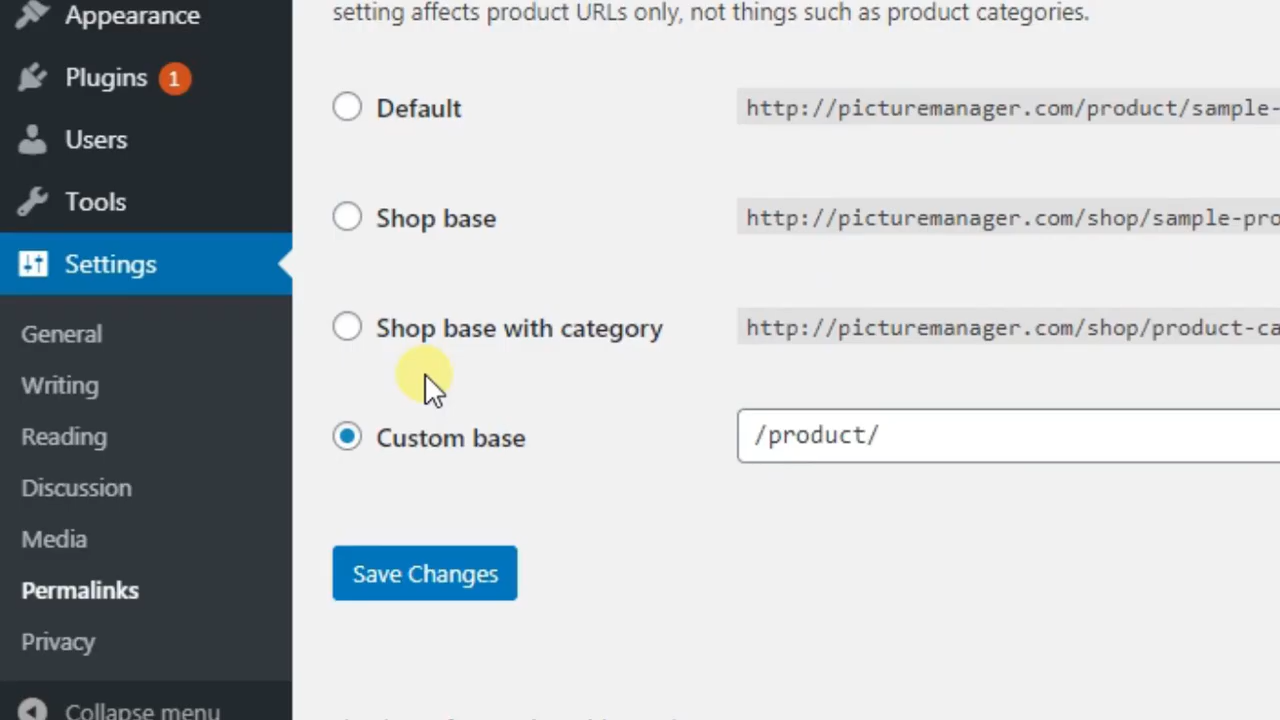 Appearance
Plugins 1
Users
Tools
Settings
General
Writing
Reading
Discussion
Media
Permalinks
Privacy
Collapse menu
setting affects product URLs only, not things such as product categories.
Default http://picturemanager.com/product/sample-
Shop base http://picturemanager.com/shop/sample-pro
Shop base with category http://picturemanager.com/shop/product-ca
Custom base /product/
Save Changes